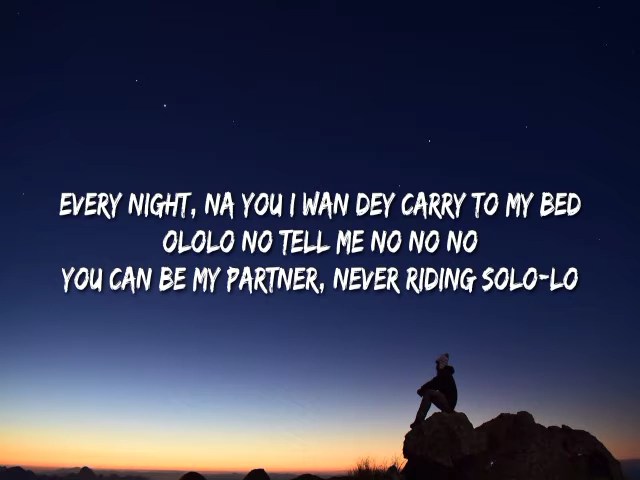 EVERY NIGHT, NA YOU I WAN DEY CARRY TO MY BED
OLOLO NO TELL ME NO NO NO
YOU CAN BE MY PARTNER, NEVER RIDING SOLO-LO